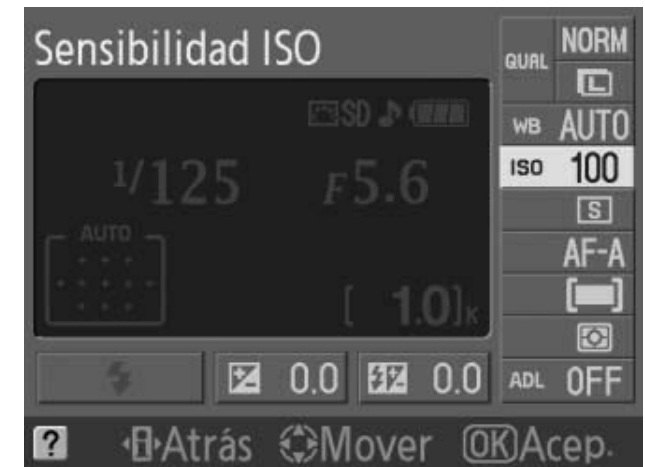 Sensibilidad ISO
SD
1/125 F5.6
AUTO
[ 1.0]K
0.0 0.0
QUAL NORM
L
WB AUTO
ISO 100
S
AF-A
ADL OFF
? Atrás Mover OK Acep.